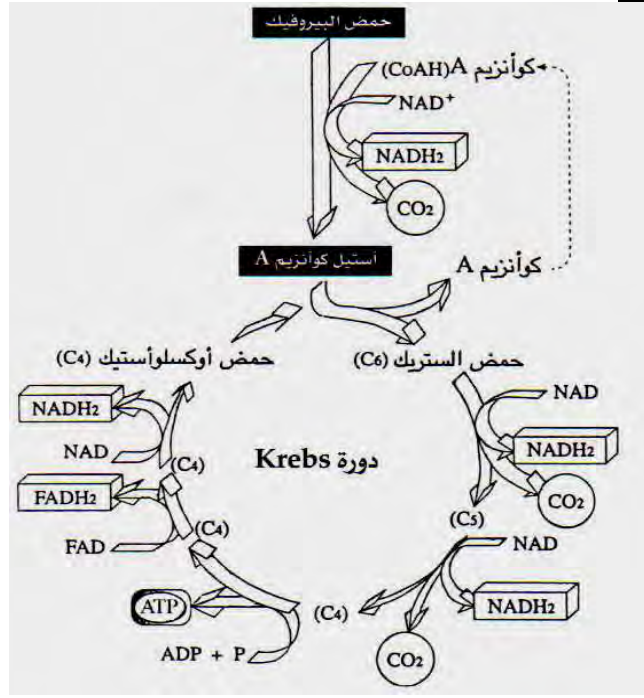 حمض البيروفيك
كوأنزيم A (CoAH)
NAD+
NADH2
CO2
أستيل كوأنزيم A
كوأنزيم A
حمض أوكسلوأستيك (C4)
حمض الستريك (C6)
NADH2
NAD
NAD
(C4)
دورة Krebs
NADH2
FADH2
CO2
(C4)
(C5)
FAD
NAD
ATP
(C4)
NADH2
ADP + P
CO2